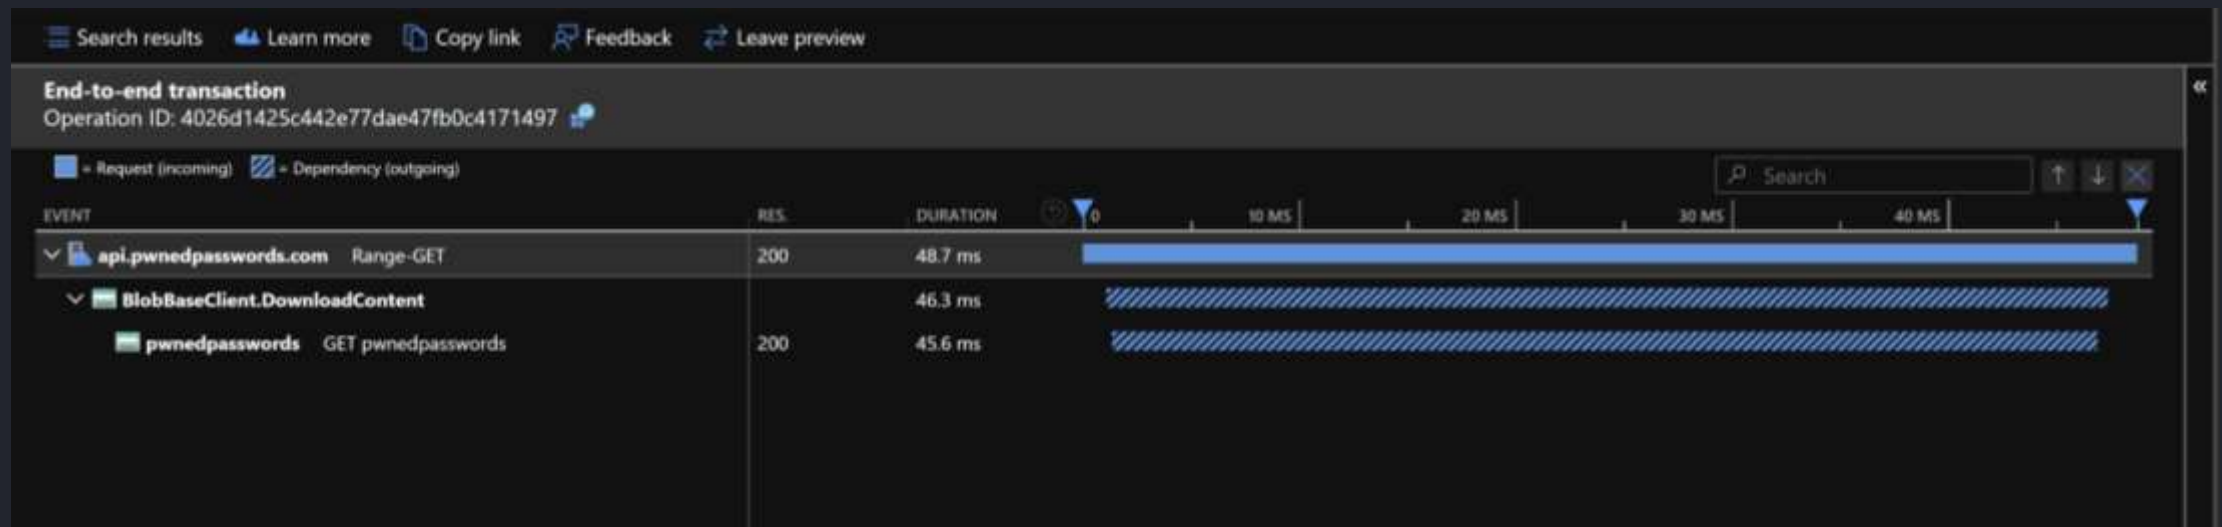 Search results Learn more Copy link Feedback Leave preview
End-to-end transaction
Operation ID: 4026d1425c442e77dae47fb0c4171497
= Request (incoming) = Dependency (outgoing)
Search
EVENT RES. DURATION 0 10 MS 20 MS 30 MS 40 MS
api.pwnedpasswords.com Range-GET 200 48.7 ms
BlobBaseClient.DownloadContent 46.3 ms
pwnedpasswords GET pwnedpasswords 200 45.6 ms